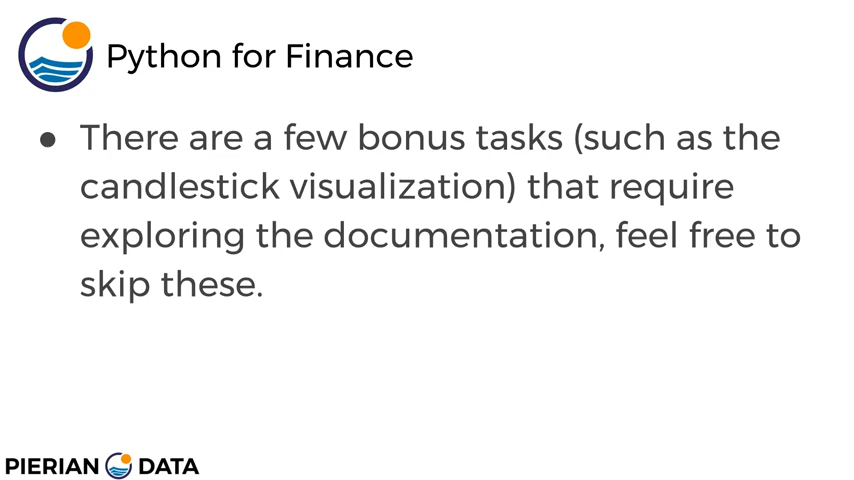 Python for Finance
● There are a few bonus tasks (such as the
candlestick visualization) that require
exploring the documentation, feel free to
skip these.
PIERIAN DATA